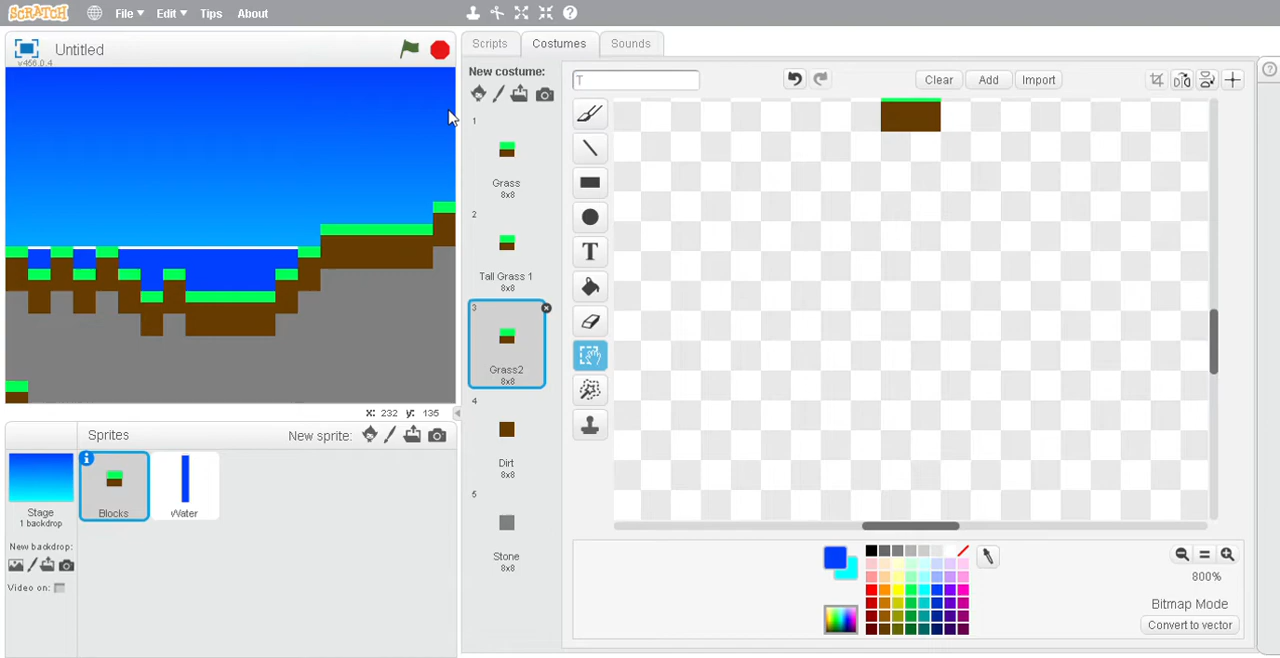 SCRATCH File Edit Tips About
Untitled
v456.0.4
Scripts Costumes Sounds
New costume:
1
Grass
8x8
2
Tall Grass 1
8x8
3
Grass2
8x8
4
Dirt
8x8
5
Stone
8x8
T
Clear Add Import
T
x: 232 y: 135
Sprites New sprite:
Stage
1 backdrop
New backdrop:
Video on:
Blocks
Water
800%
Bitmap Mode
Convert to vector